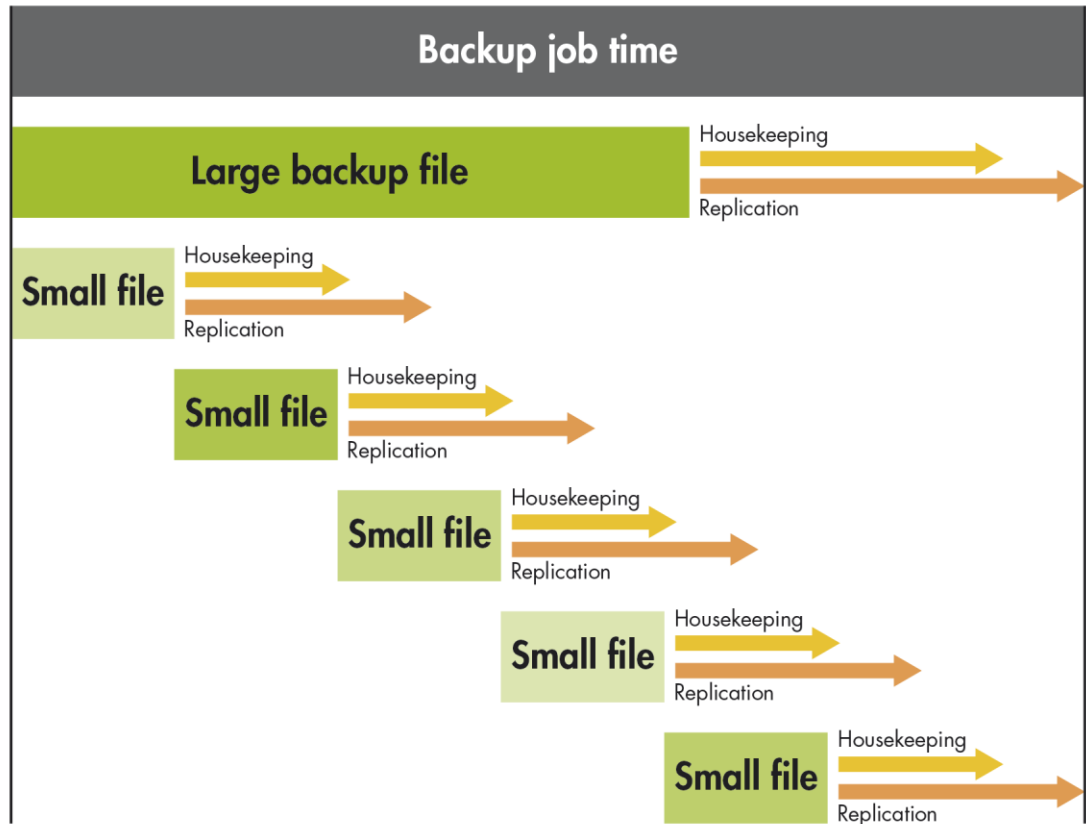 Backup job time
Housekeeping
Large backup file
Replication
Housekeeping
Small file
Replication
Housekeeping
Small file
Replication
Housekeeping
Small file
Replication
Housekeeping
Small file
Replication
Housekeeping
Small file
Replication